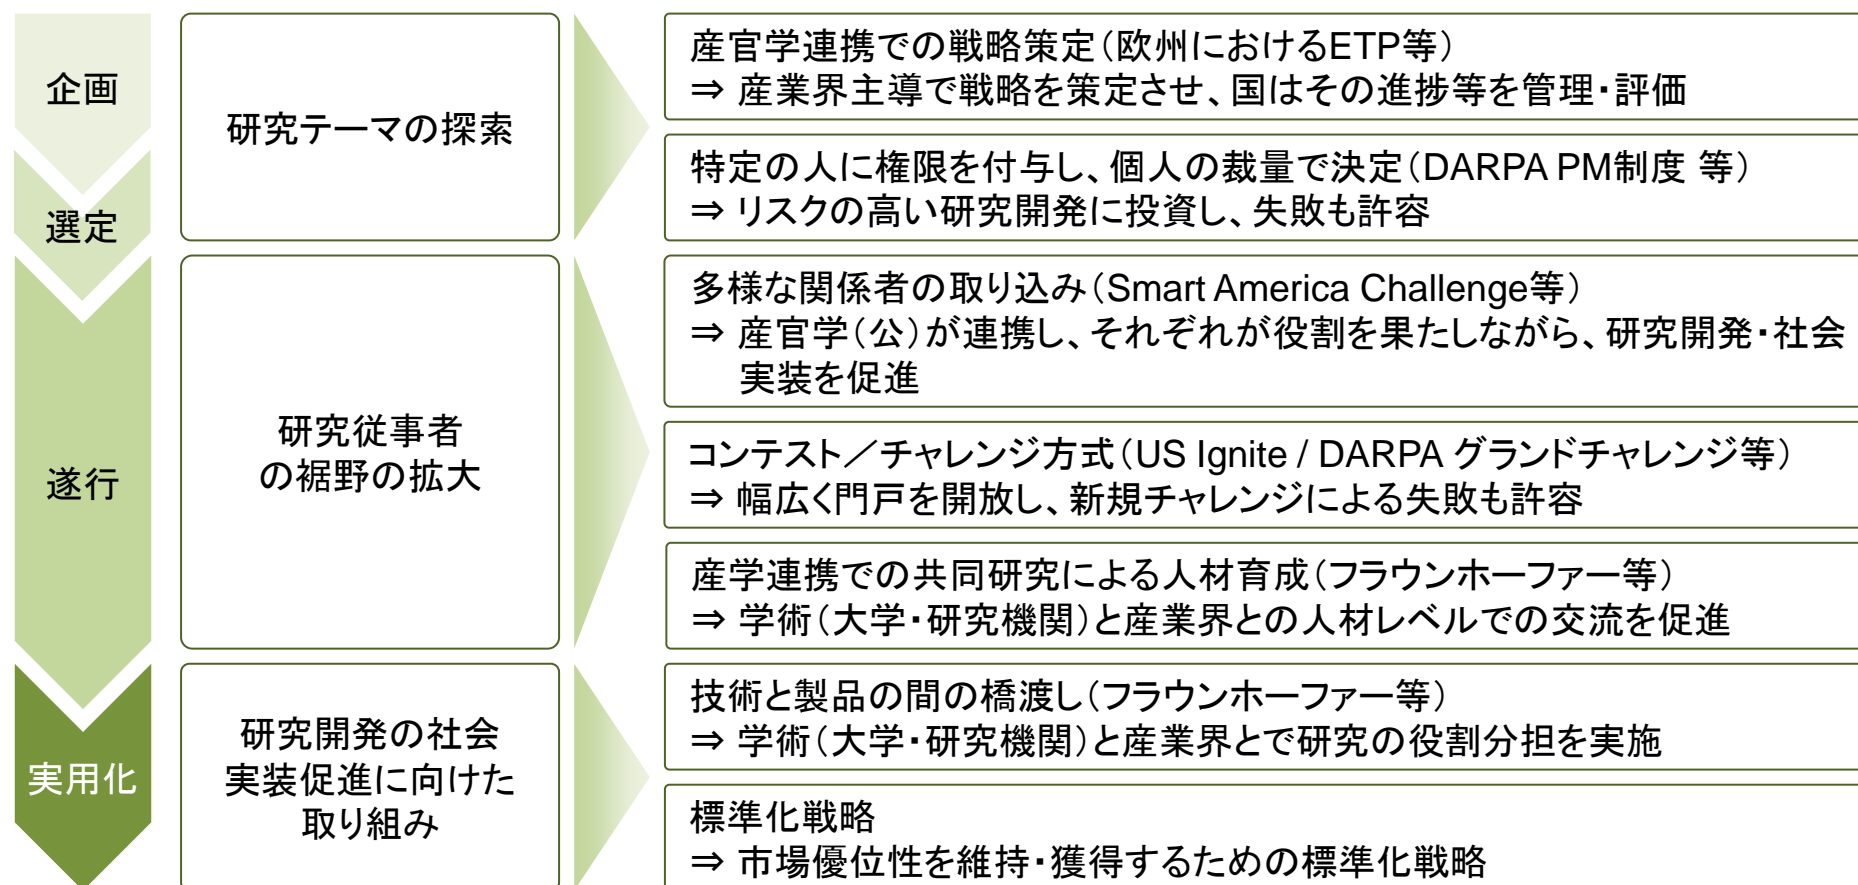 企画
選定
遂行
実用化
研究テーマの探索
産官学連携での戦略策定（欧州におけるETP等）
⇒ 産業界主導で戦略を策定させ、国はその進捗等を管理・評価
特定の人に権限を付与し、個人の裁量で決定（DARPA PM制度 等）
⇒ リスクの高い研究開発に投資し、失敗も許容
研究従事者
の裾野の拡大
多様な関係者の取り込み（Smart America Challenge等）
⇒ 産官学（公）が連携し、それぞれが役割を果たしながら、研究開発・社会
実装を促進
コンテスト／チャレンジ方式（US Ignite / DARPA グランドチャレンジ等）
⇒ 幅広く門戸を開放し、新規チャレンジによる失敗も許容
産学連携での共同研究による人材育成（フラウンホーファー等）
⇒ 学術（大学・研究機関）と産業界との人材レベルでの交流を促進
研究開発の社会
実装促進に向けた
取り組み
技術と製品の間の橋渡し（フラウンホーファー等）
⇒ 学術（大学・研究機関）と産業界とで研究の役割分担を実施
標準化戦略
⇒ 市場優位性を維持・獲得するための標準化戦略